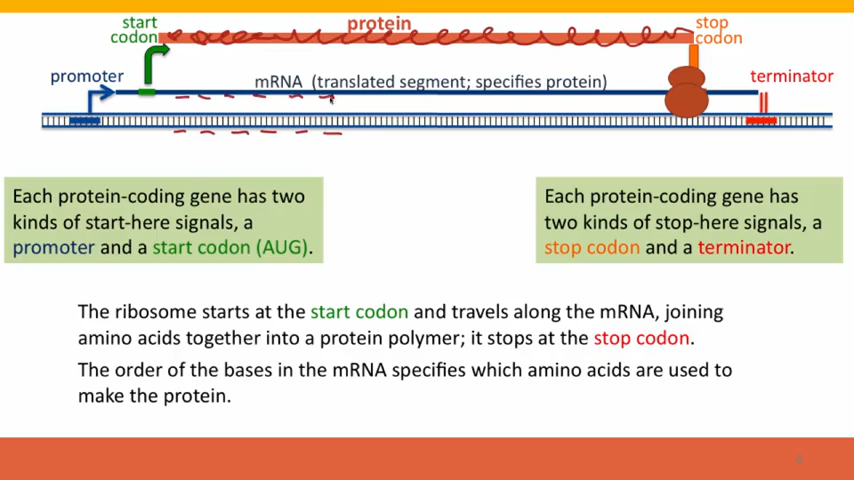 start
codon
protein
stop
codon
promoter
mRNA (translated segment; specifies protein)
terminator
Each protein-coding gene has two
kinds of start-here signals, a
promoter and a start codon (AUG).
Each protein-coding gene has
two kinds of stop-here signals, a
stop codon and a terminator.
The ribosome starts at the start codon and travels along the mRNA, joining
amino acids together into a protein polymer; it stops at the stop codon.
The order of the bases in the mRNA specifies which amino acids are used to
make the protein.